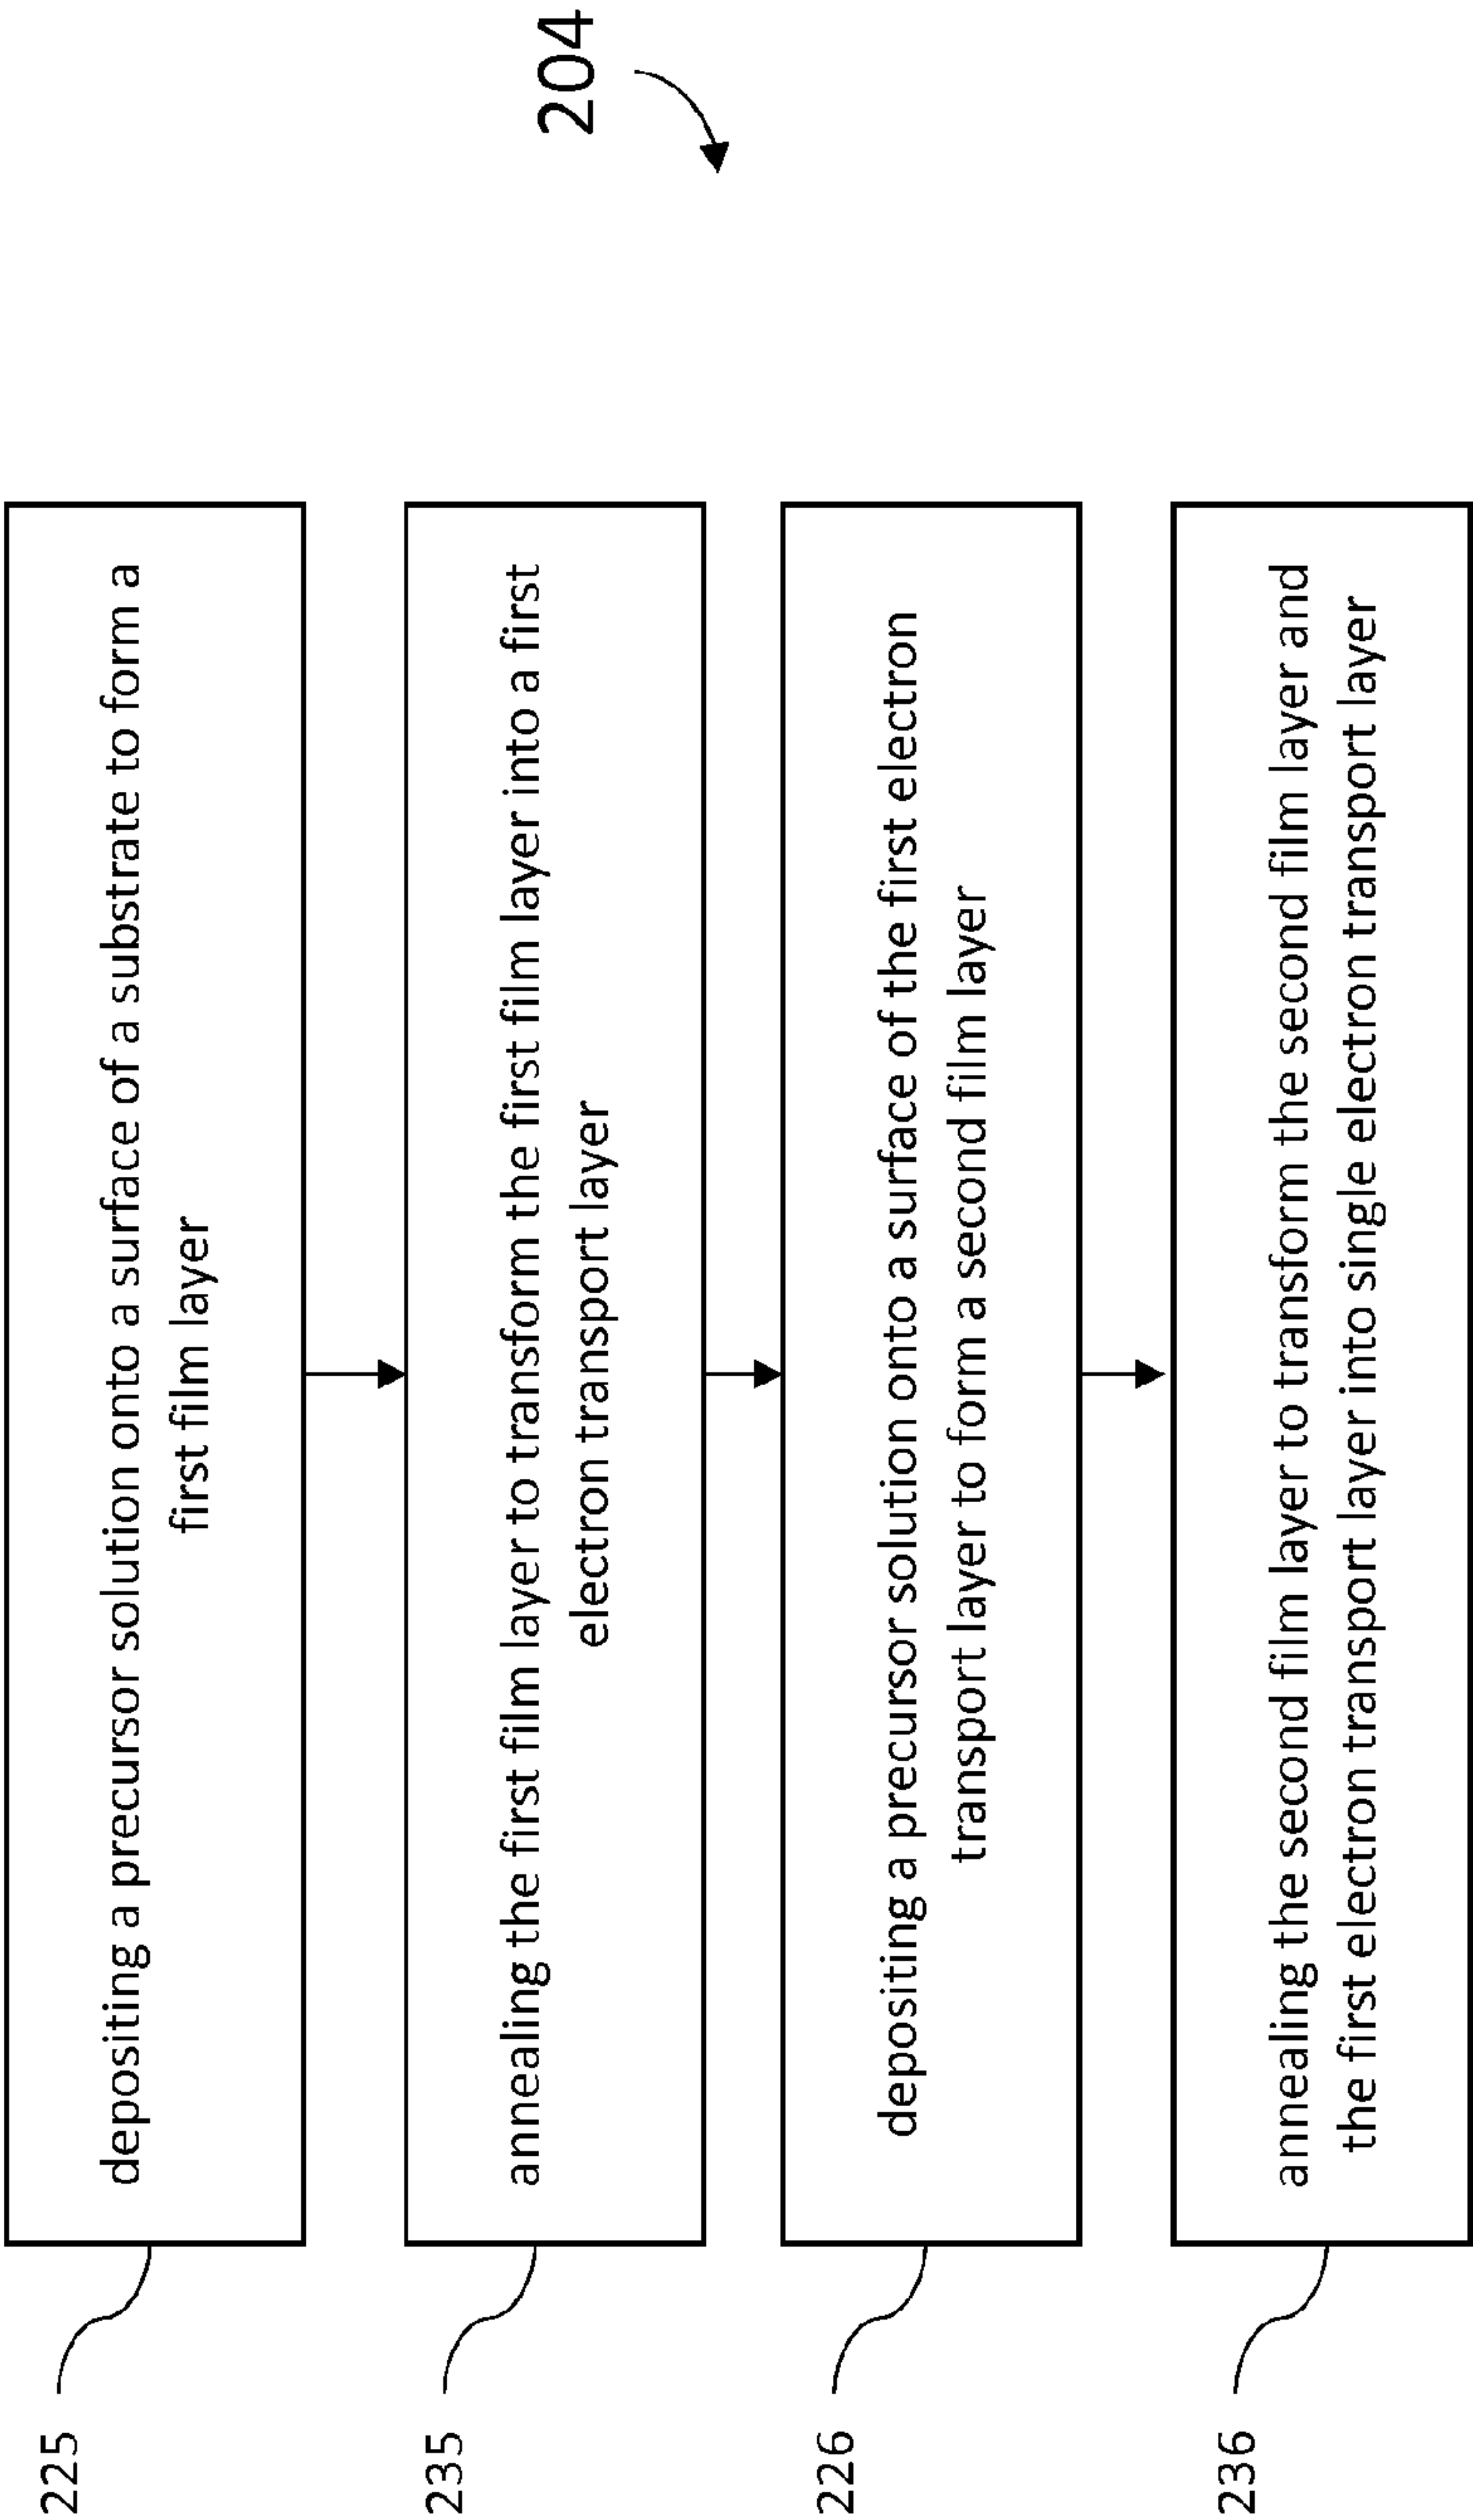 204
225
depositing a precursor solution onto a surface of a substrate to form a
first film layer
235
annealing the first film layer to transform the first film layer into a first
electron transport layer
226
depositing a precursor solution onto a surface of the first electron
transport layer to form a second film layer
236
annealing the second film layer to transform the second film layer and
the first electron transport layer into single electron transport layer